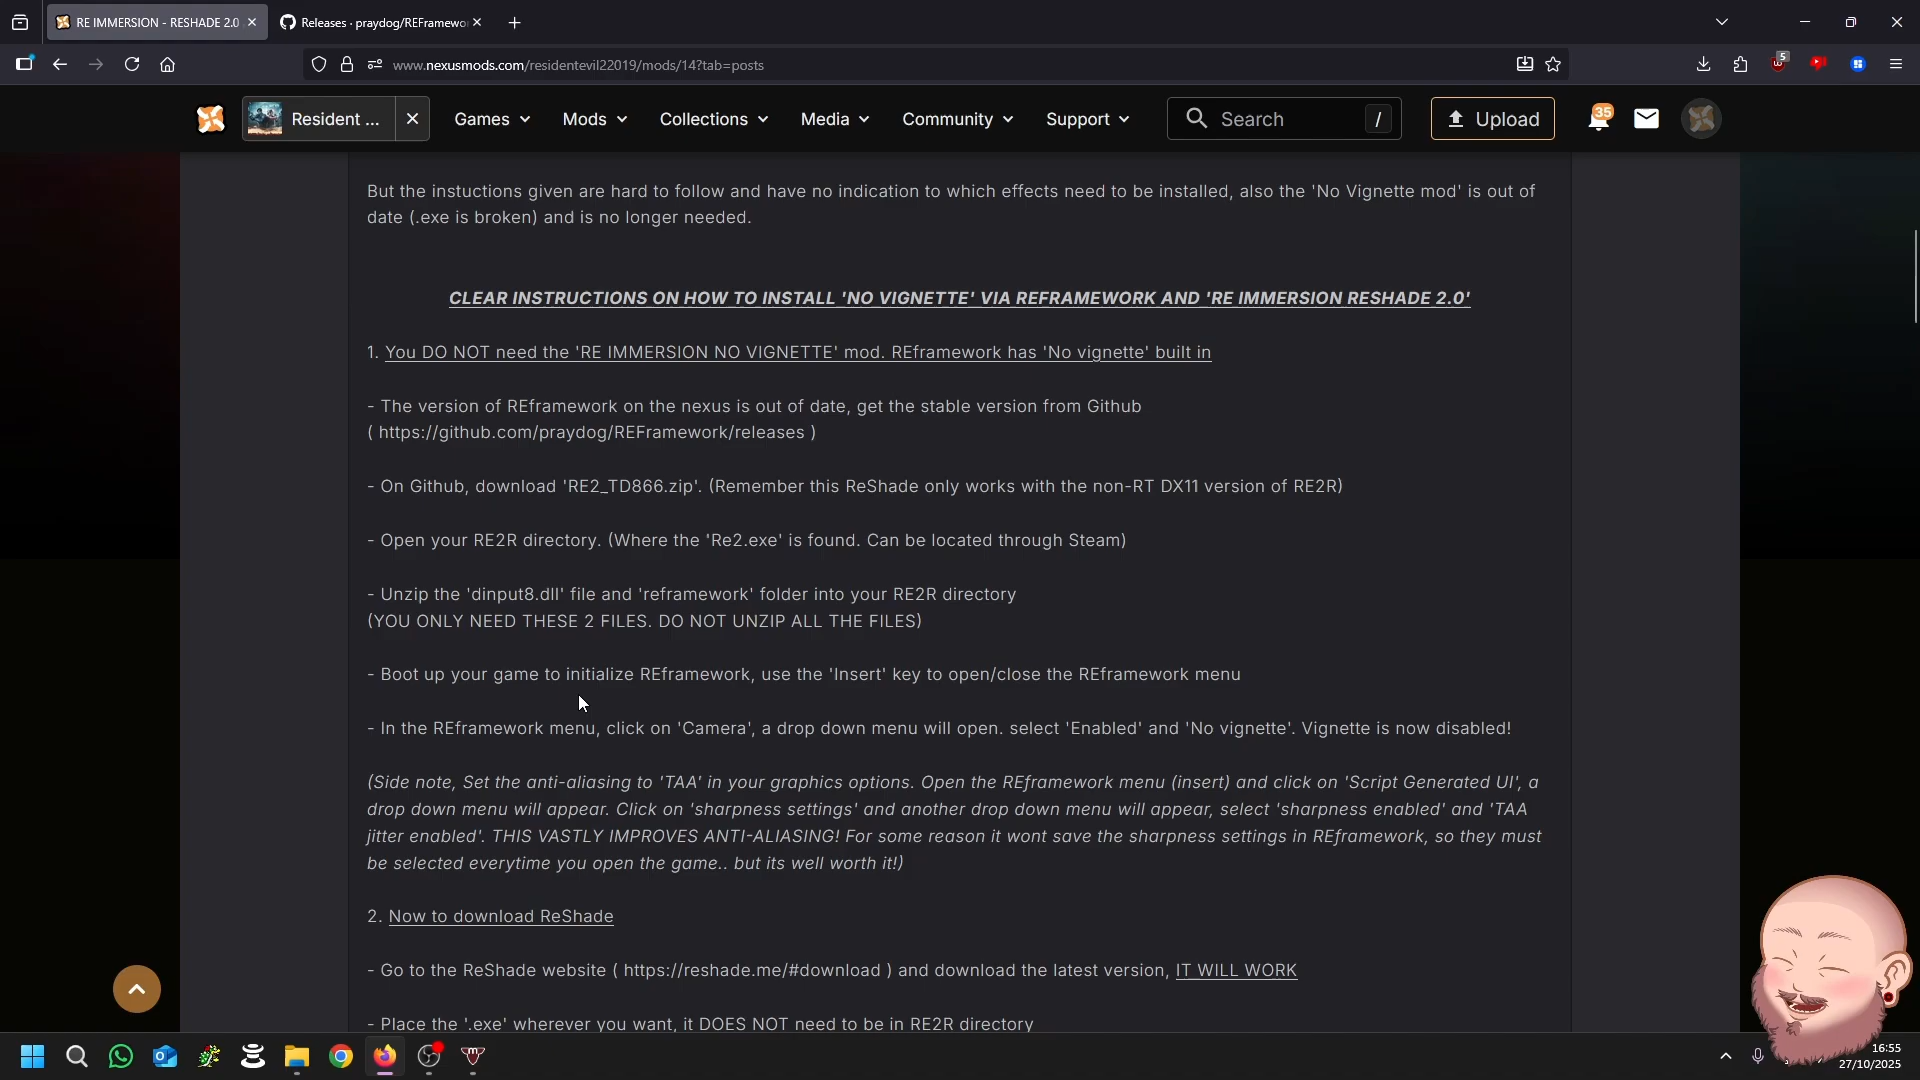 RE IMMERSION - RESHADE 2.0
Releases · praydog/REFramewo
www.nexusmods.com/residentevil22019/mods/14?tab=posts
5
Resident ...
Games
Mods
Collections
Media
Community
Support
Search
/
Upload
35
But the instuctions given are hard to follow and have no indication to which effects need to be installed, also the 'No Vignette mod' is out of
date (.exe is broken) and is no longer needed.
CLEAR INSTRUCTIONS ON HOW TO INSTALL 'NO VIGNETTE' VIA REFRAMEWORK AND 'RE IMMERSION RESHADE 2.0'
1. You DO NOT need the 'RE IMMERSION NO VIGNETTE' mod. REframework has 'No vignette' built in
- The version of REframework on the nexus is out of date, get the stable version from Github
( https://github.com/praydog/REFramework/releases )
- On Github, download 'RE2_TD866.zip'. (Remember this ReShade only works with the non-RT DX11 version of RE2R)
- Open your RE2R directory. (Where the 'Re2.exe' is found. Can be located through Steam)
- Unzip the 'dinput8.dll' file and 'reframework' folder into your RE2R directory
(YOU ONLY NEED THESE 2 FILES. DO NOT UNZIP ALL THE FILES)
- Boot up your game to initialize REframework, use the 'Insert' key to open/close the REframework menu
- In the REframework menu, click on 'Camera', a drop down menu will open. select 'Enabled' and 'No vignette'. Vignette is now disabled!
(Side note, Set the anti-aliasing to 'TAA' in your graphics options. Open the REframework menu (insert) and click on 'Script Generated UI', a
drop down menu will appear. Click on 'sharpness settings' and another drop down menu will appear, select 'sharpness enabled' and 'TAA
jitter enabled'. THIS VASTLY IMPROVES ANTI-ALIASING! For some reason it wont save the sharpness settings in REframework, so they must
be selected everytime you open the game.. but its well worth it!)
2. Now to download ReShade
- Go to the ReShade website ( https://reshade.me/#download ) and download the latest version, IT WILL WORK
- Place the '.exe' wherever you want, it DOES NOT need to be in RE2R directory
16:55
27/10/2025